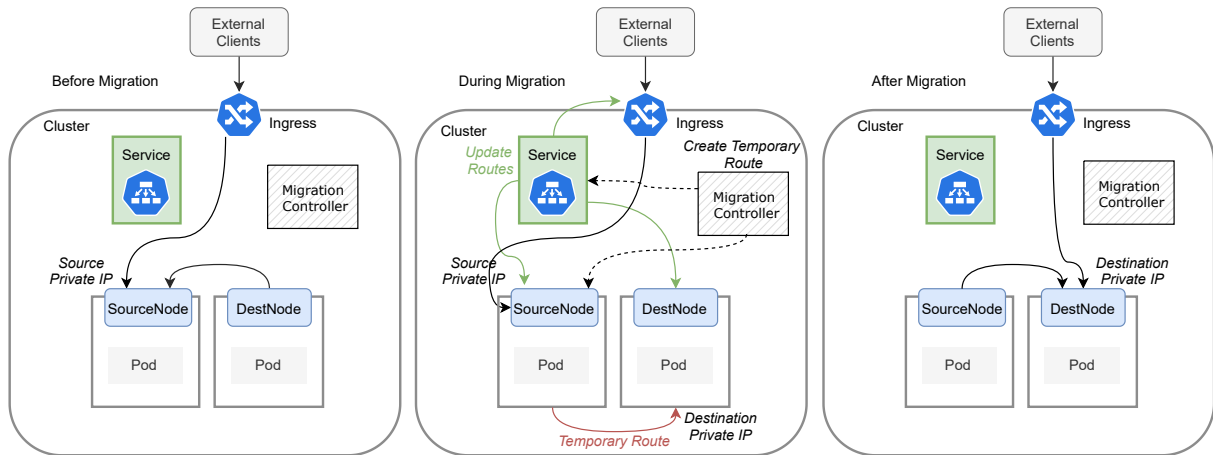 External
Clients
Before Migration
Ingress
Cluster
Service
Migration
Controller
Source
Private IP
SourceNode
DestNode
Pod
Pod
External
Clients
During Migration
Ingress
Cluster
Update
Routes
Service
Create Temporary
Route
Migration
Controller
Source
Private IP
SourceNode
DestNode
Pod
Pod
Temporary Route
Destination
Private IP
External
Clients
After Migration
Ingress
Cluster
Service
Migration
Controller
Destination
Private IP
SourceNode
DestNode
Pod
Pod